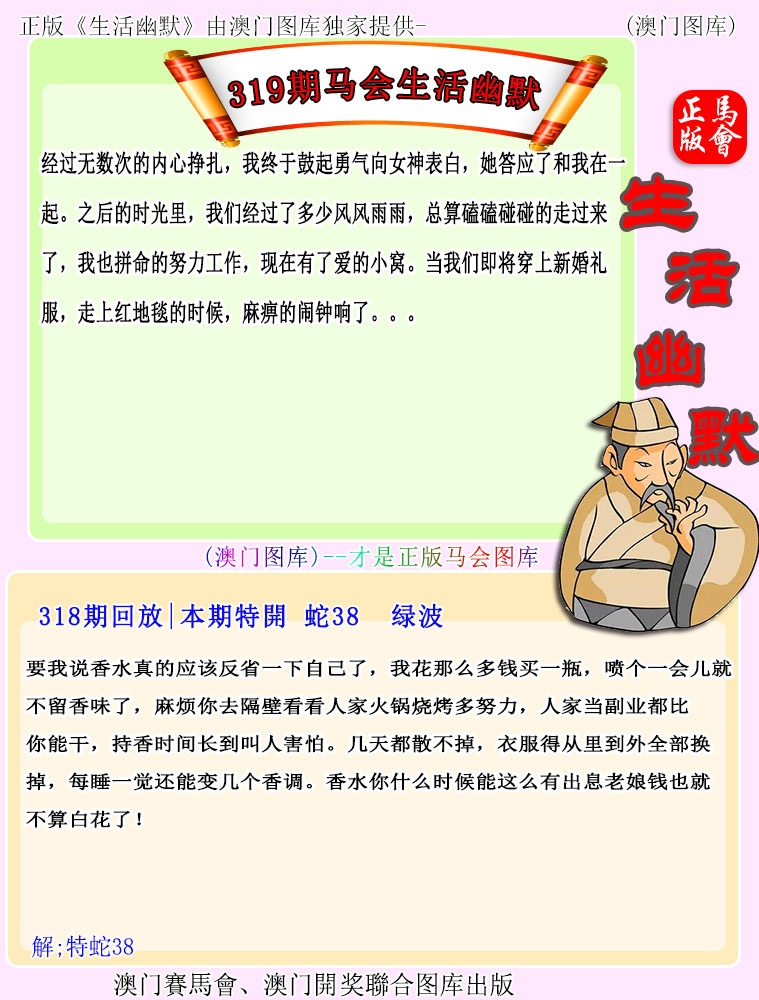 正版《生活幽默》由澳门图库独家提供-
(澳门图库)
319期马会生活幽默
馬會
正版
生活幽默
经过无数次的内心挣扎，我终于鼓起勇气向女神表白，她答应了和我在一
起。之后的时光里，我们经过了多少风风雨雨，总算磕磕碰碰的走过来
了，我也拼命的努力工作，现在有了爱的小窝。当我们即将穿上新婚礼
服，走上红地毯的时候，麻痹的闹钟响了。。。
(澳门图库)--才是正版马会图库
318期回放|本期特開 蛇38 绿波
要我说香水真的应该反省一下自己了，我花那么多钱买一瓶，喷个一会儿就
不留香味了，麻烦你去隔壁看看人家火锅烧烤多努力，人家当副业都比
你能干，持香时间长到叫人害怕。几天都散不掉，衣服得从里到外全部换
掉，每睡一觉还能变几个香调。香水你什么时候能这么有出息老娘钱也就
不算白花了！
解;特蛇38
澳门賽馬會、澳门開奖聯合图库出版